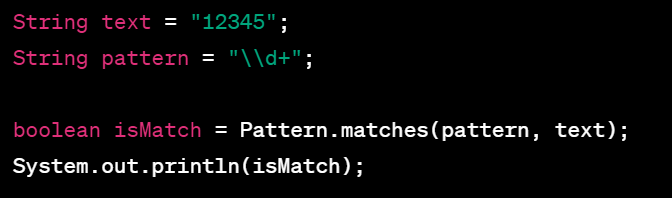 String text = "12345";
String pattern = "\\d+";
boolean isMatch = Pattern.matches(pattern, text);
System.out.println(isMatch);